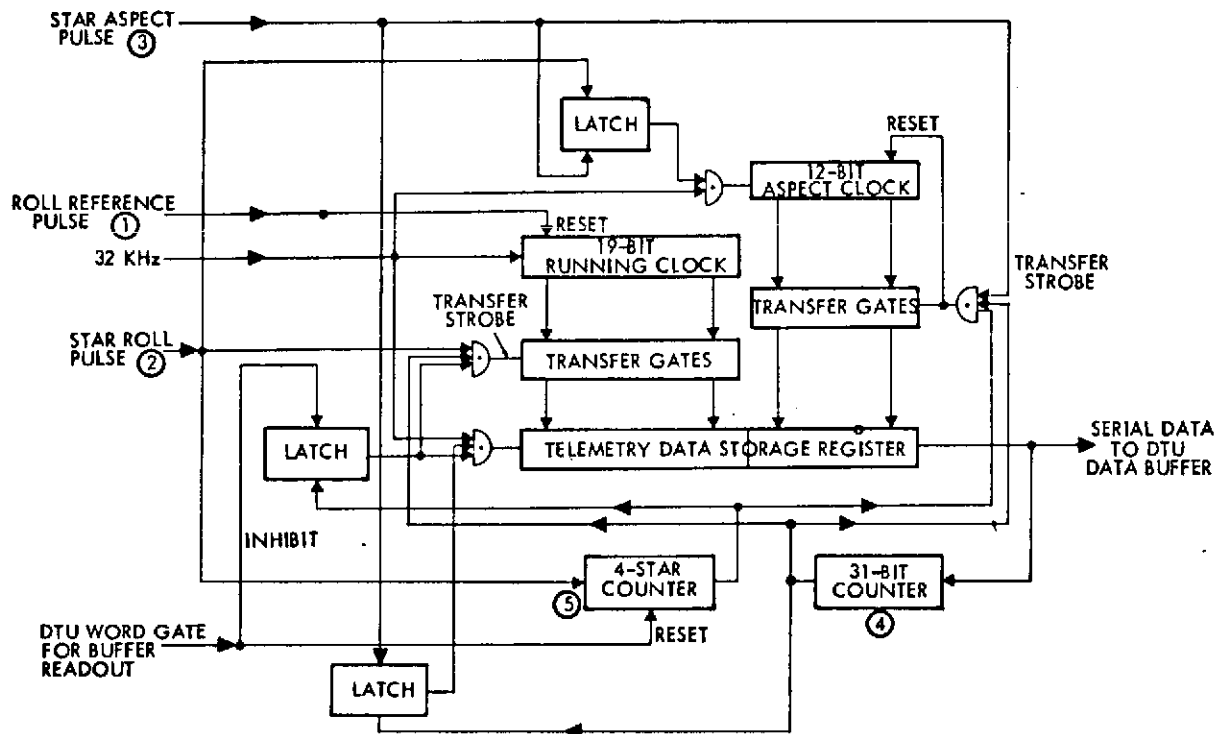 STAR ASPECT
PULSE ③
LATCH
RESET
12-BIT
ASPECT CLOCK
ROLL REFERENCE
PULSE ①
RESET
32 KHz
19-BIT
RUNNING CLOCK
TRANSFER
STROBE
TRANSFER GATES
TRANSFER
STROBE
STAR ROLL
PULSE ②
TRANSFER GATES
LATCH
TELEMETRY DATA STORAGE REGISTER
SERIAL DATA
TO DTU
DATA BUFFER
INHIBIT
4-STAR
COUNTER
⑤
31-BIT
COUNTER
④
DTU WORD GATE
FOR BUFFER
READOUT
RESET
LATCH